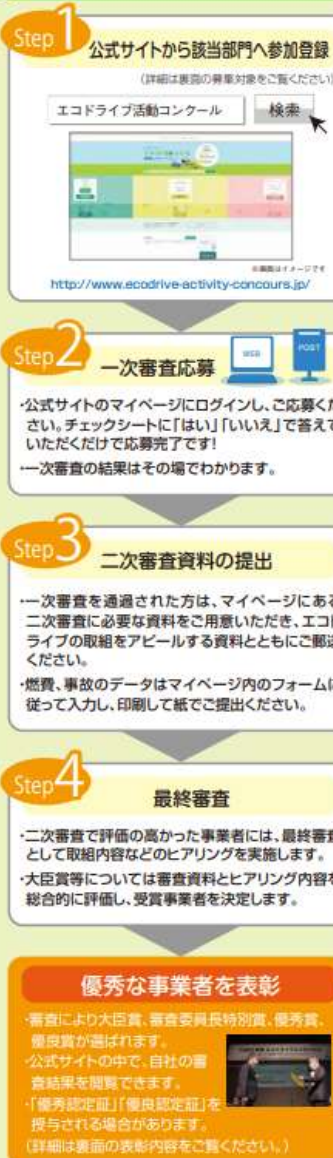 Step 1
公式サイトから該当部門へ参加登録
(詳細は裏面の募集対象をご覧ください)
エコドライブ活動コンクール
検索
※画面はイメージです
http://www.ecodrive-activity-concours.jp/
Step 2
一次審査応募
WEB
POST
・公式サイトのマイページにログインし、ご応募くだ
さい。チェックシートに「はい」「いいえ」で答えて
いただくだけで応募完了です!
・一次審査の結果はその場でわかります。
Step 3
二次審査資料の提出
・一次審査を通過された方は、マイページにある
二次審査に必要な資料をご用意いただき、エコド
ライブの取組をアピールする資料とともにご郵送
ください。
・燃費、事故のデータはマイページ内のフォームに
従って入力し、印刷して紙でご提出ください。
Step 4
最終審査
・二次審査で評価の高かった事業者には、最終審査
として取組内容などのヒアリングを実施します。
・大臣賞等については審査資料とヒアリング内容を
総合的に評価し、受賞事業者を決定します。
優秀な事業者を表彰
・審査により大臣賞、審査委員長特別賞、優秀賞、
優良賞が選ばれます。
・公式サイトの中で、自社の審
査結果を閲覧できます。
・「優秀認定証」「優良認定証」を
授与される場合があります。
(詳細は裏面の表彰内容をご覧ください。)